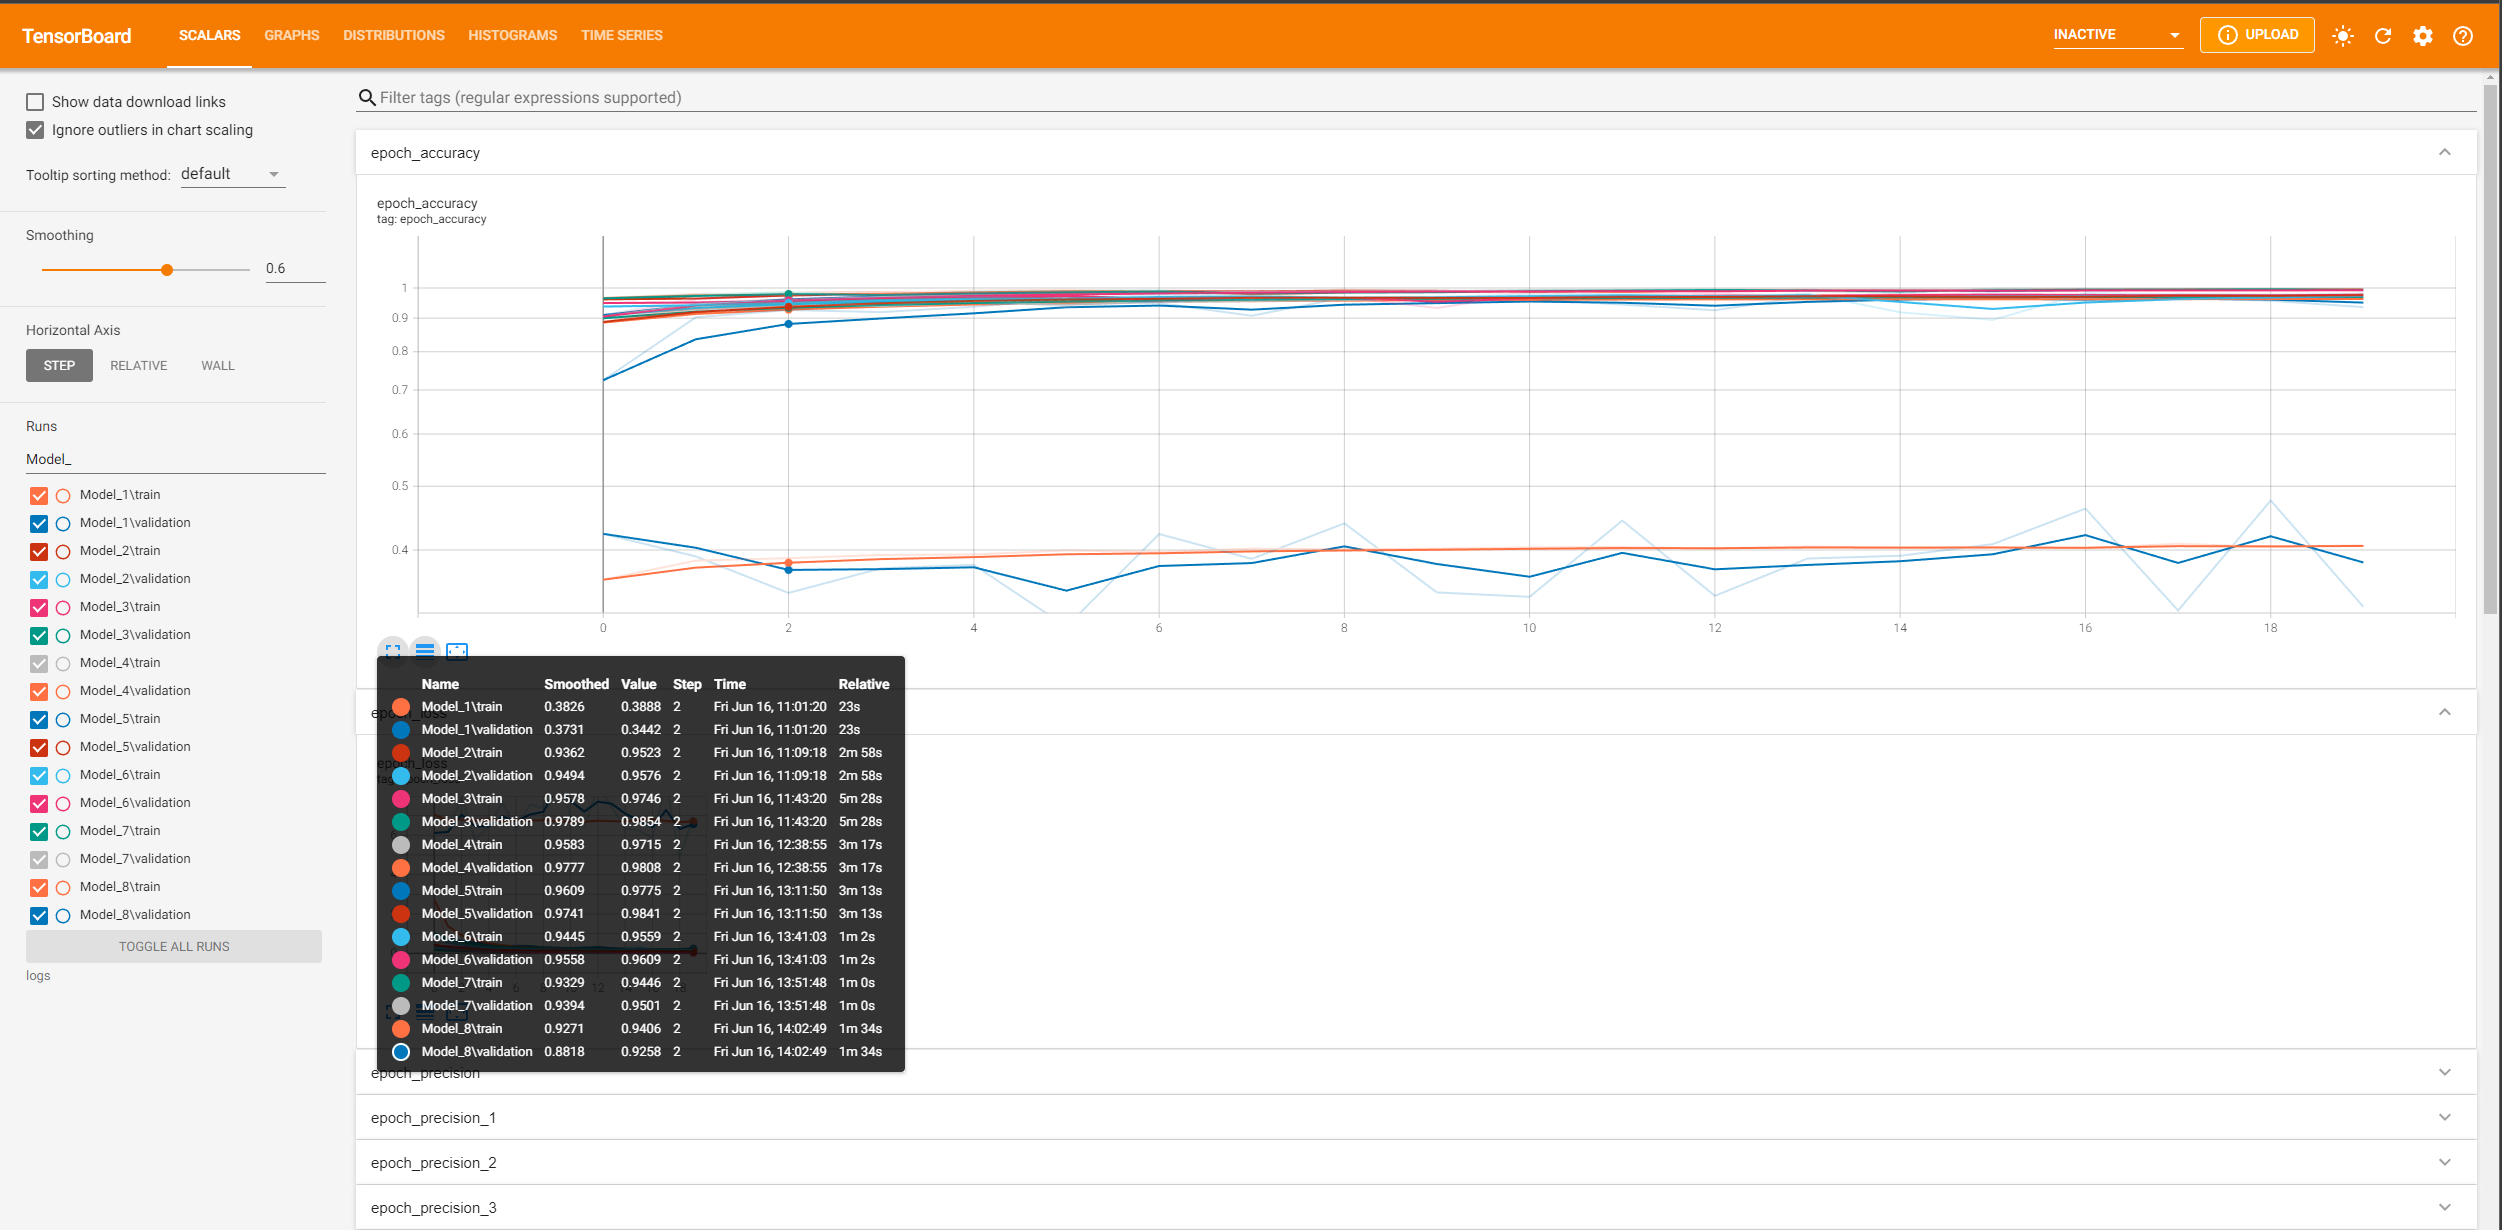 TensorBoard SCALARS GRAPHS DISTRIBUTIONS HISTOGRAMS TIME SERIES INACTIVE UPLOAD
Show data download links
Ignore outliers in chart scaling
Tooltip sorting method: default
Smoothing
0.6
Horizontal Axis
STEP RELATIVE WALL
Runs
Model_
Model_1\train
Model_1\validation
Model_2\train
Model_2\validation
Model_3\train
Model_3\validation
Model_4\train
Model_4\validation
Model_5\train
Model_5\validation
Model_6\train
Model_6\validation
Model_7\train
Model_7\validation
Model_8\train
Model_8\validation
TOGGLE ALL RUNS
logs
Filter tags (regular expressions supported)
epoch_accuracy
epoch_accuracy
tag: epoch_accuracy
1
0.9
0.8
0.7
0.6
0.5
0.4
0 2 4 6 8 10 12 14 16 18
epoch_loss
epoch_loss
Name Smoothed Value Step Time Relative
Model_1\train 0.3826 0.3888 2 Fri Jun 16, 11:01:20 23s
Model_1\validation 0.3731 0.3442 2 Fri Jun 16, 11:01:20 23s
Model_2\train 0.9362 0.9523 2 Fri Jun 16, 11:09:18 2m 58s
Model_2\validation 0.9494 0.9576 2 Fri Jun 16, 11:09:18 2m 58s
Model_3\train 0.9578 0.9746 2 Fri Jun 16, 11:43:20 5m 28s
Model_3\validation 0.9789 0.9854 2 Fri Jun 16, 11:43:20 5m 28s
Model_4\train 0.9583 0.9715 2 Fri Jun 16, 12:38:55 3m 17s
Model_4\validation 0.9777 0.9808 2 Fri Jun 16, 12:38:55 3m 17s
Model_5\train 0.9609 0.9775 2 Fri Jun 16, 13:11:50 3m 13s
Model_5\validation 0.9741 0.9841 2 Fri Jun 16, 13:11:50 3m 13s
Model_6\train 0.9445 0.9559 2 Fri Jun 16, 13:41:03 1m 2s
Model_6\validation 0.9558 0.9609 2 Fri Jun 16, 13:41:03 1m 2s
Model_7\train 0.9329 0.9446 2 Fri Jun 16, 13:51:48 1m 0s
Model_7\validation 0.9394 0.9501 2 Fri Jun 16, 13:51:48 1m 0s
Model_8\train 0.9271 0.9406 2 Fri Jun 16, 14:02:49 1m 34s
Model_8\validation 0.8818 0.9258 2 Fri Jun 16, 14:02:49 1m 34s
epoch_precision
epoch_precision_1
epoch_precision_2
epoch_precision_3